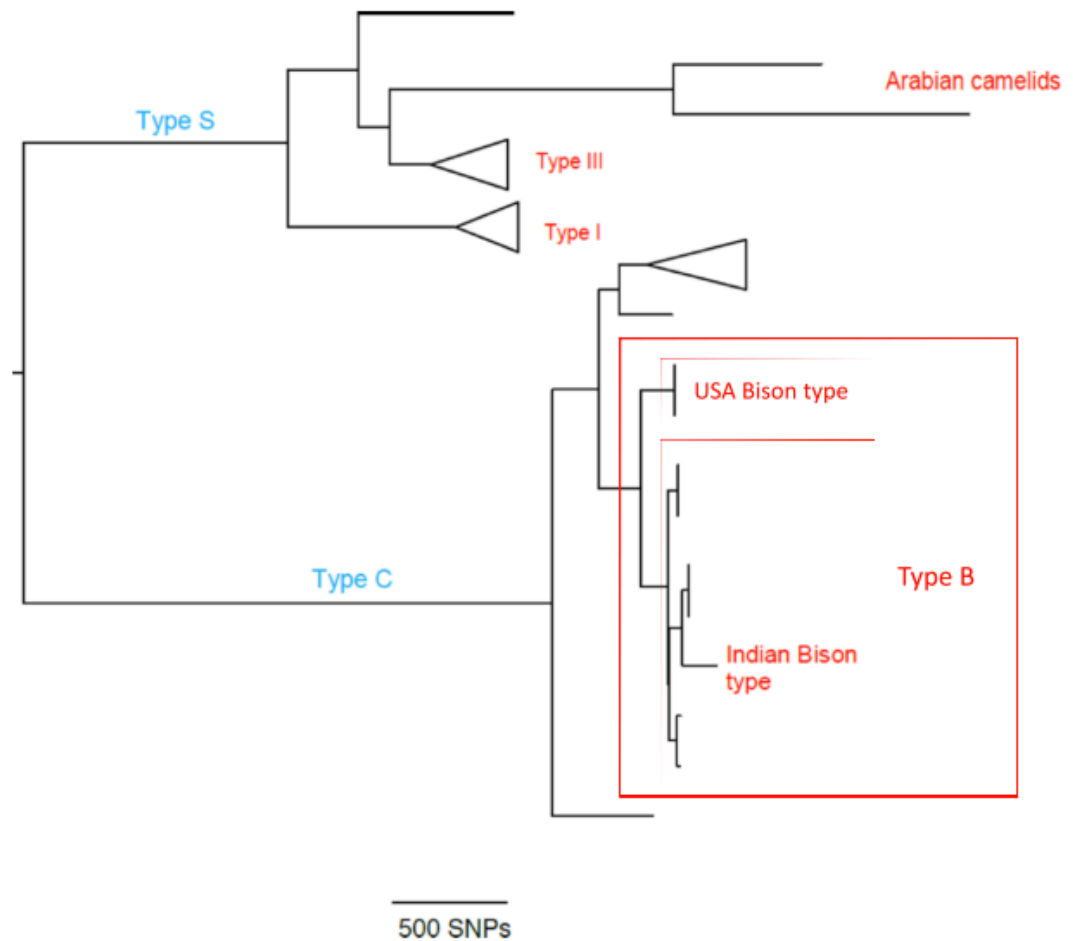 Arabian camelids
Type S
Type III
Type I
USA Bison type
Type B
Type C
Indian Bison
type
500 SNPs